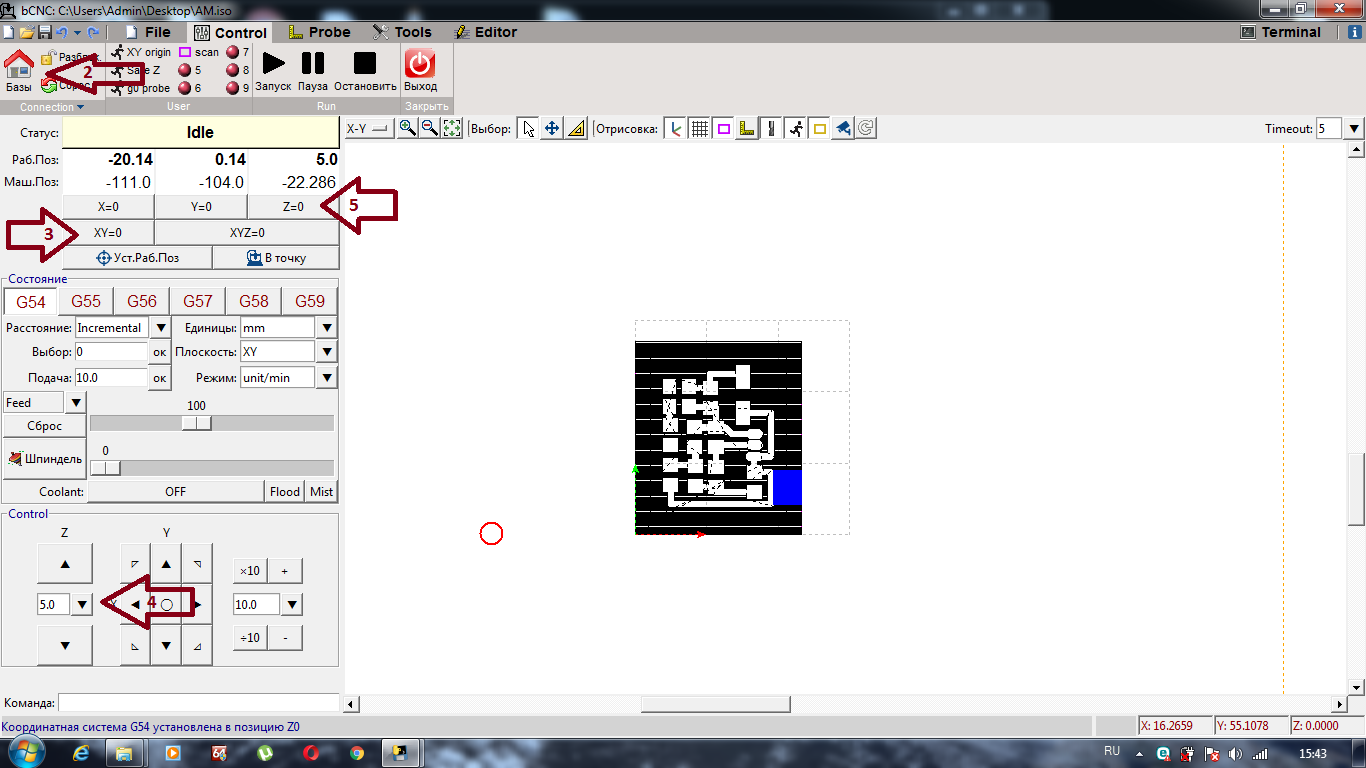 bCNC: C:\Users\Admin\Desktop\AM.iso
File Control Probe Tools Editor Terminal
XY origin scan 7
Safe Z 5 8
g0 probe 6 9
2
Базы Запуск Пауза Остановить Выход
Connection User Run Закрыть
Статус: Idle
X-Y Выбор: Отрисовка: Timeout: 5
Раб.Поз: -20.14 0.14 5.0
Маш.Поз: -111.0 -104.0 -22.286
X=0 Y=0 Z=0 5
3 XY=0 XYZ=0
Уст.Раб.Поз В точку
Состояние
G54 G55 G56 G57 G58 G59
Расстояние: Incremental Единицы: mm
Выбор: 0 ок Плоскость: XY
Подача: 10.0 ок Режим: unit/min
Feed 100
Сброс
Шпиндель 0
Coolant: OFF Flood Mist
Control
Z Y
×10 +
5.0 4 10.0
÷10 -
Команда:
Координатная система G54 установлена в позицию Z0 X: 16.2659 Y: 55.1078 Z: 0.0000
64 RU 15:43